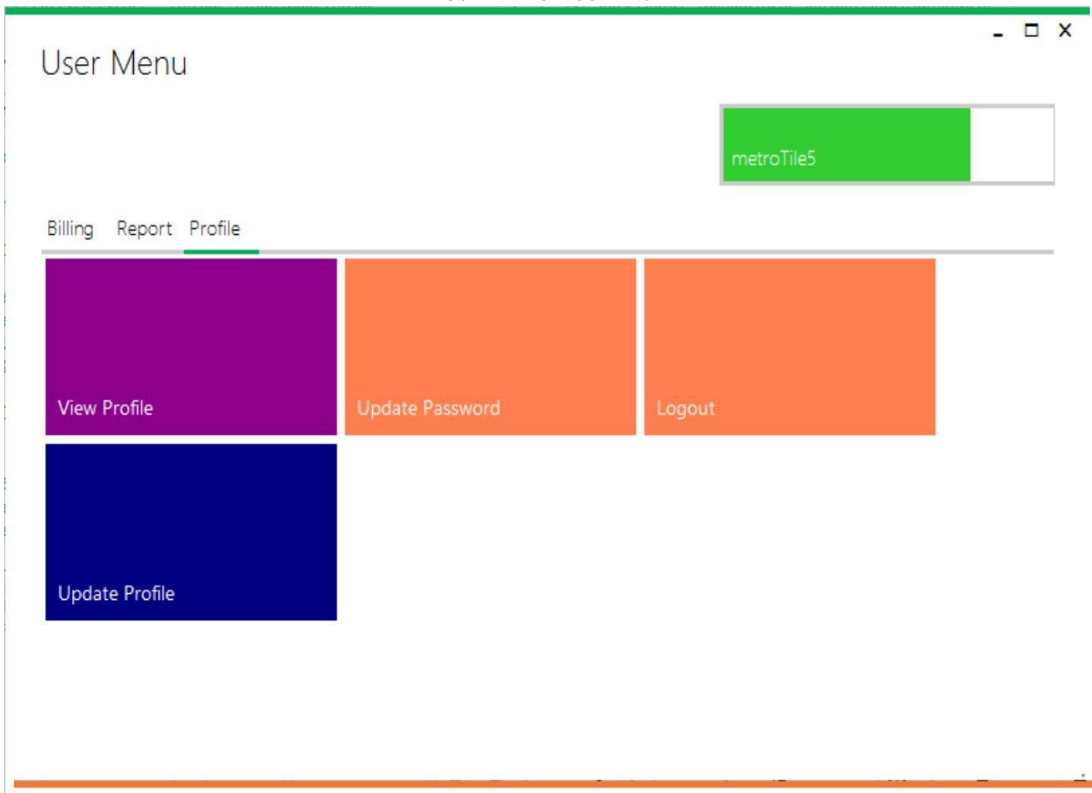 User Menu
metroTile5
Billing Report Profile
View Profile
Update Password
Logout
Update Profile